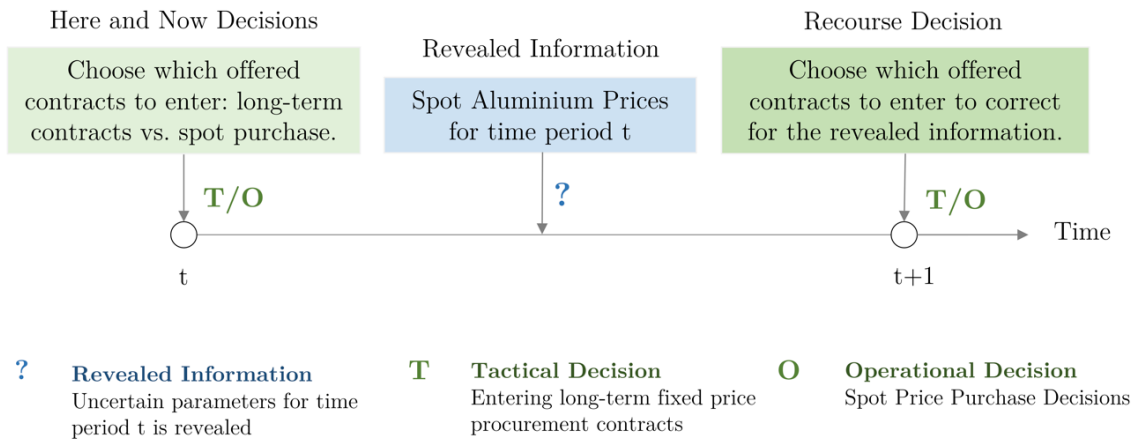 Here and Now Decisions
Choose which offered
contracts to enter: long-term
contracts vs. spot purchase.
Revealed Information
Spot Aluminium Prices
for time period t
Recourse Decision
Choose which offered
contracts to enter to correct
for the revealed information.
T/O
?
T/O
Time
t
t+1
?
Revealed Information
Uncertain parameters for time
period t is revealed
T
Tactical Decision
Entering long-term fixed price
procurement contracts
O
Operational Decision
Spot Price Purchase Decisions